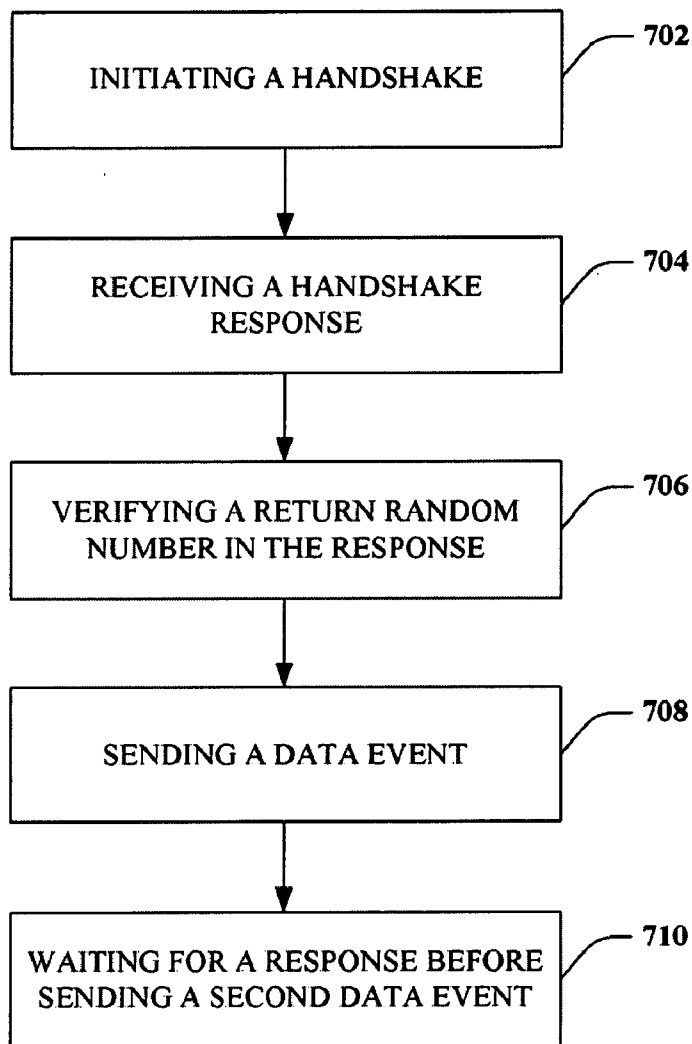 702
INITIATING A HANDSHAKE
704
RECEIVING A HANDSHAKE
RESPONSE
706
VERIFYING A RETURN RANDOM
NUMBER IN THE RESPONSE
708
SENDING A DATA EVENT
710
WAITING FOR A RESPONSE BEFORE
SENDING A SECOND DATA EVENT